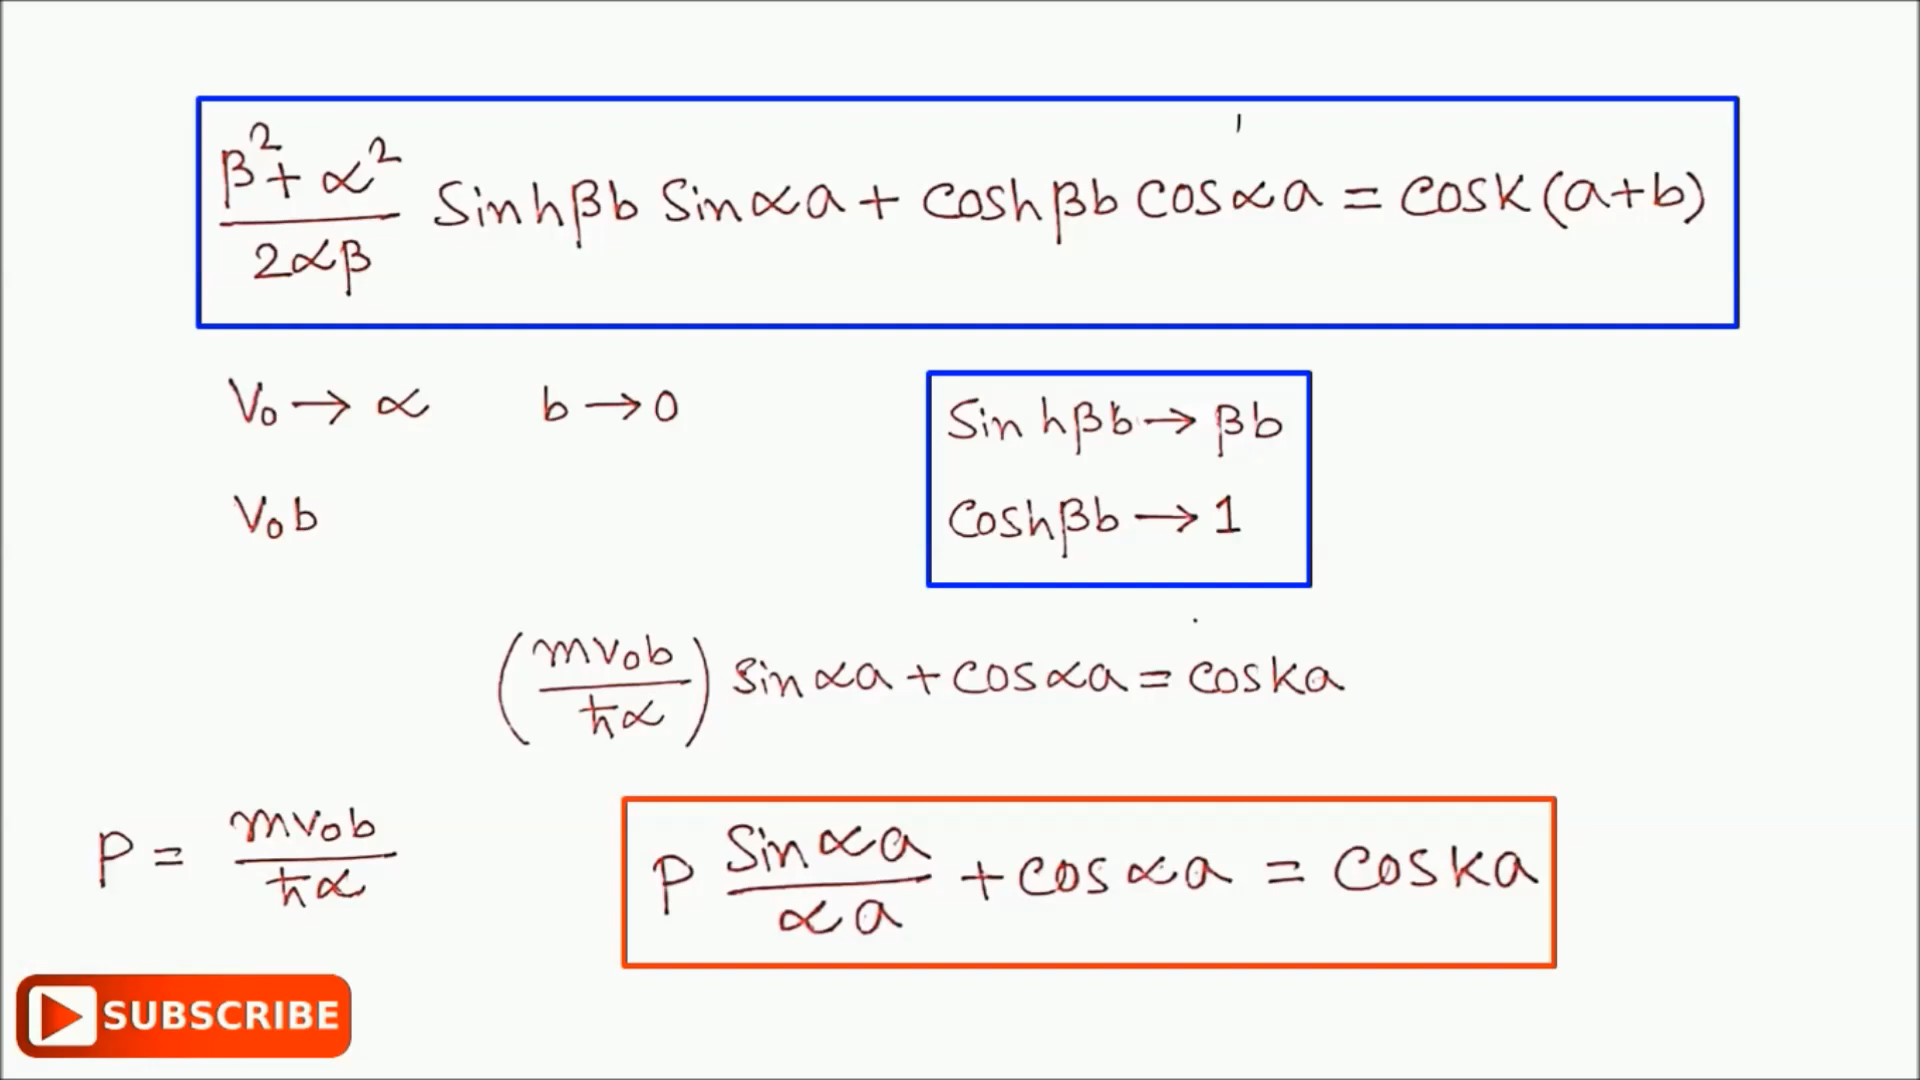 β² + α² / 2αβ Sinhβb Sinαa + Coshβb Cosαa = Cosk(a+b)
V₀ → α b → 0
Sinhβb → βb
V₀b
Coshβb → 1
(mV₀b / ħα) Sinαa + Cosαa = Coska
P = mV₀b / ħα
P Sinαa / αa + Cosαa = Coska
SUBSCRIBE